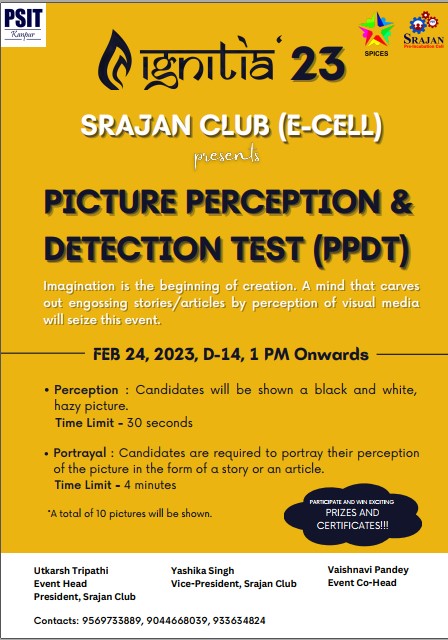 PSIT
Kanpur
ignitia' 23
SPICES
SRAJAN
Pre-Incubation Cell
SRAJAN CLUB (E-CELL)
presents
PICTURE PERCEPTION &
DETECTION TEST (PPDT)
Imagination is the beginning of creation. A mind that carves
out engossing stories/articles by perception of visual media
will seize this event.
FEB 24, 2023, D-14, 1 PM Onwards
• Perception : Candidates will be shown a black and white,
hazy picture.
Time Limit - 30 seconds
• Portrayal : Candidates are required to portray their perception
of the picture in the form of a story or an article.
Time Limit - 4 minutes
*A total of 10 pictures will be shown.
PARTICIPATE AND WIN EXCITING
PRIZES AND
CERTIFICATES!!!
Utkarsh Tripathi
Event Head
President, Srajan Club
Yashika Singh
Vice-President, Srajan Club
Vaishnavi Pandey
Event Co-Head
Contacts: 9569733889, 9044668039, 933634824